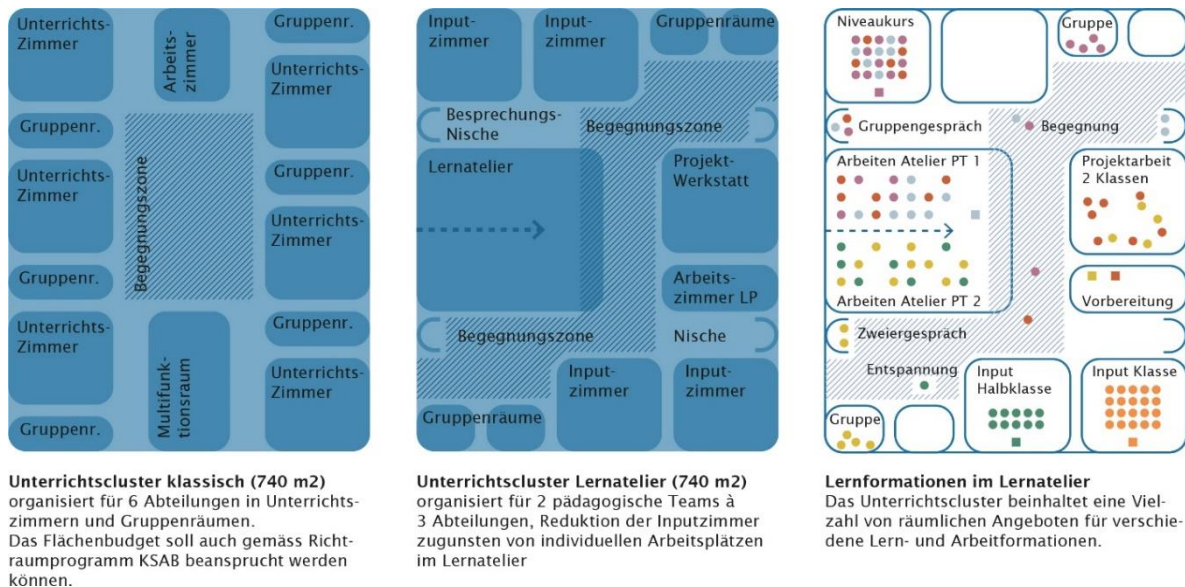 Unterrichts-
Zimmer
Arbeits-
zimmer
Gruppenr.
Unterrichts-
Zimmer
Gruppenr.
Unterrichts-
Zimmer
Begegnungszone
Gruppenr.
Unterrichts-
Zimmer
Gruppenr.
Unterrichts-
Zimmer
Multifunk-
tionsraum
Gruppenr.
Unterrichts-
Zimmer
Gruppenr.
Unterrichtscluster klassisch (740 m2)
organisiert für 6 Abteilungen in Unterrichts-
zimmern und Gruppenräumen.
Das Flächenbudget soll auch gemäss Richt-
raumprogramm KSAB beansprucht werden
können.
Input-
zimmer
Input-
zimmer
Gruppenräume
Besprechungs-
Nische
Begegnungszone
Lernatelier
Projekt-
Werkstatt
Arbeits-
zimmer LP
Begegnungszone
Nische
Input-
zimmer
Input-
zimmer
Gruppenräume
Unterrichtscluster Lernatelier (740 m2)
organisiert für 2 pädagogische Teams à
3 Abteilungen, Reduktion der Inputzimmer
zugunsten von individuellen Arbeitsplätzen
im Lernatelier
Niveaukurs
Gruppe
Gruppengespräch
Begegnung
Arbeiten Atelier PT 1
Projektarbeit
2 Klassen
Arbeiten Atelier PT 2
Vorbereitung
Zweiergespräch
Entspannung
Input
Halbklasse
Input Klasse
Gruppe
Lernformationen im Lernatelier
Das Unterrichtscluster beinhaltet eine Viel-
zahl von räumlichen Angeboten für verschie-
dene Lern- und Arbeitformationen.